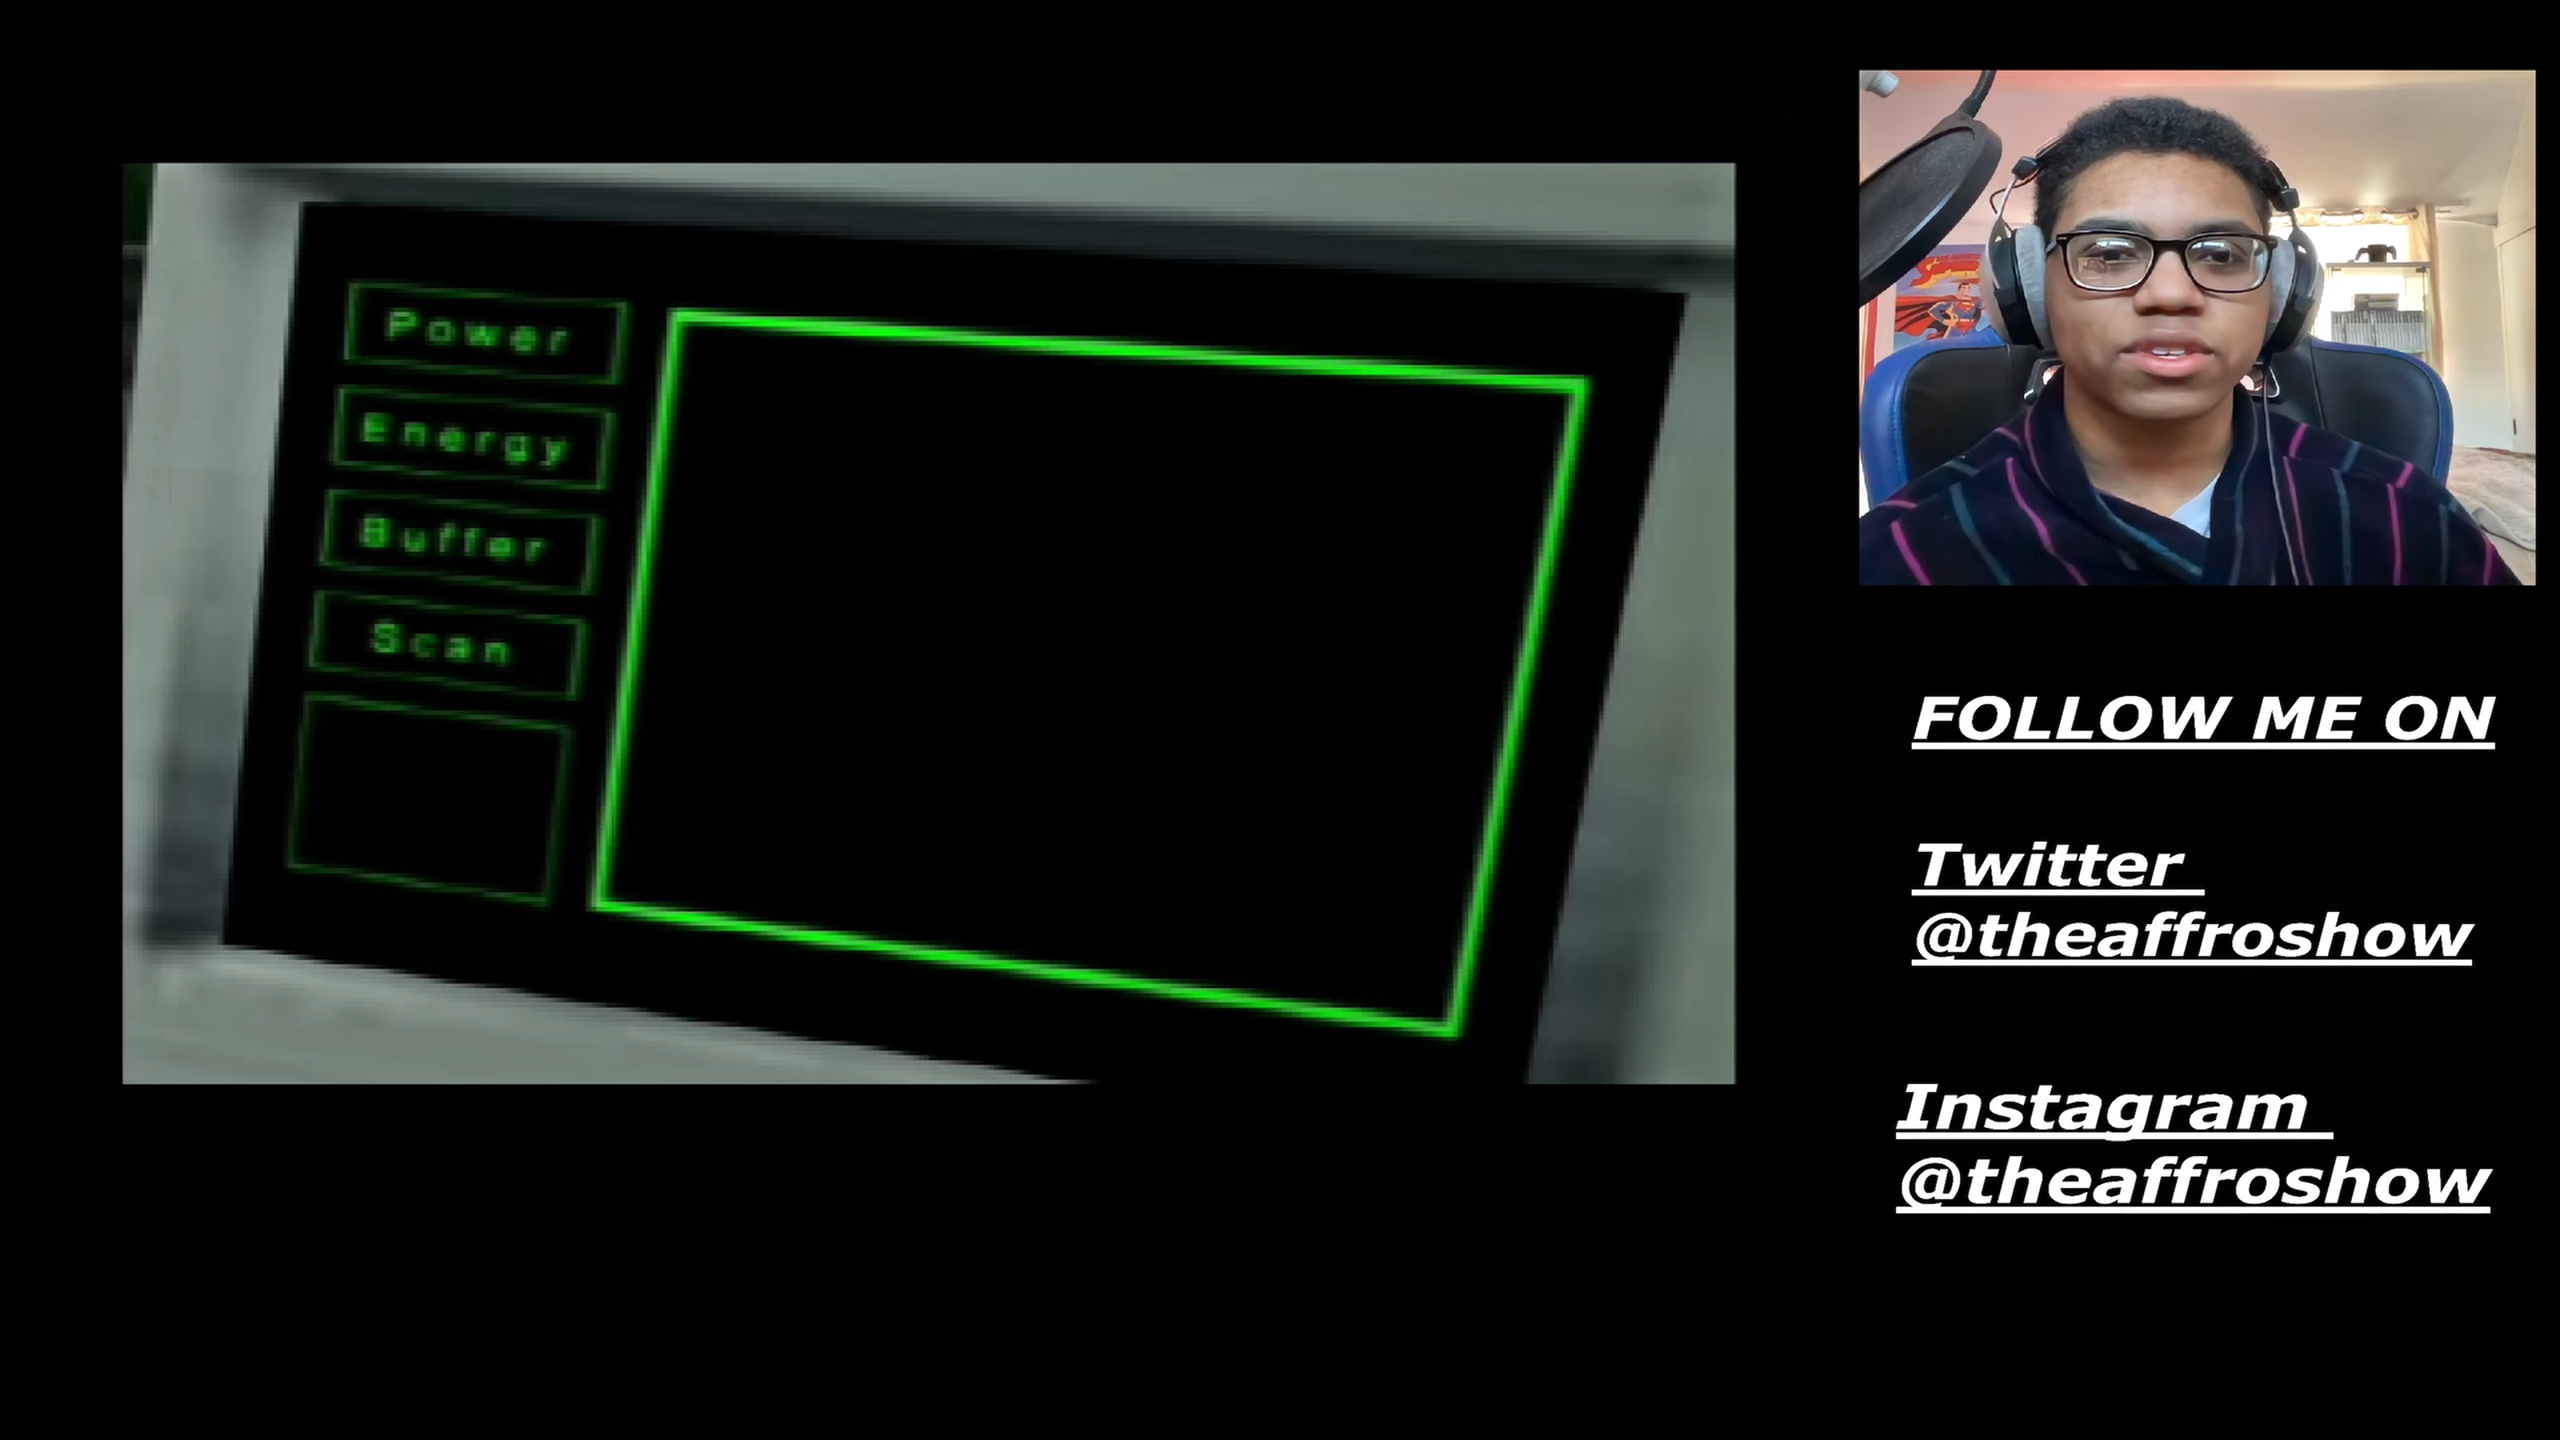 Power
Energy
Buffer
Scan
FOLLOW ME ON
Twitter
@theaffroshow
Instagram
@theaffroshow